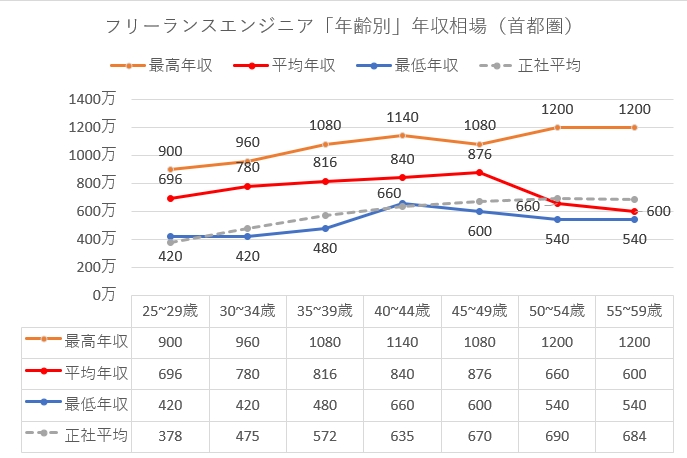 フリーランスエンジニア「年齢別」年収相場（首都圏）
最高年収 平均年収 最低年収 正社平均
1400万
1200万
1000万
800万
600万
400万
200万
0万
900 960 1080 1140 1080 1200 1200
696 780 816 840 876 660 600
420 420 480 660 600 540 540
25~29歳 30~34歳 35~39歳 40~44歳 45~49歳 50~54歳 55~59歳
最高年収 900 960 1080 1140 1080 1200 1200
平均年収 696 780 816 840 876 660 600
最低年収 420 420 480 660 600 540 540
正社平均 378 475 572 635 670 690 684